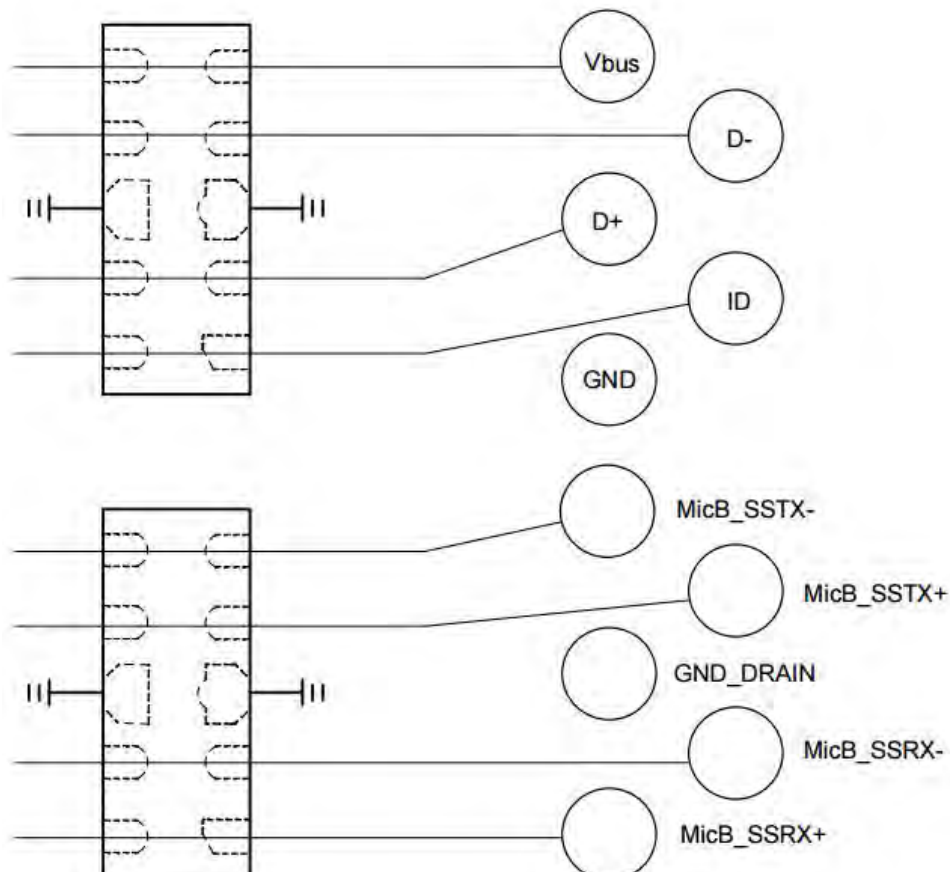 Vbus
D-
D+
ID
GND
MicB_SSTX-
MicB_SSTX+
GND_DRAIN
MicB_SSRX-
MicB_SSRX+